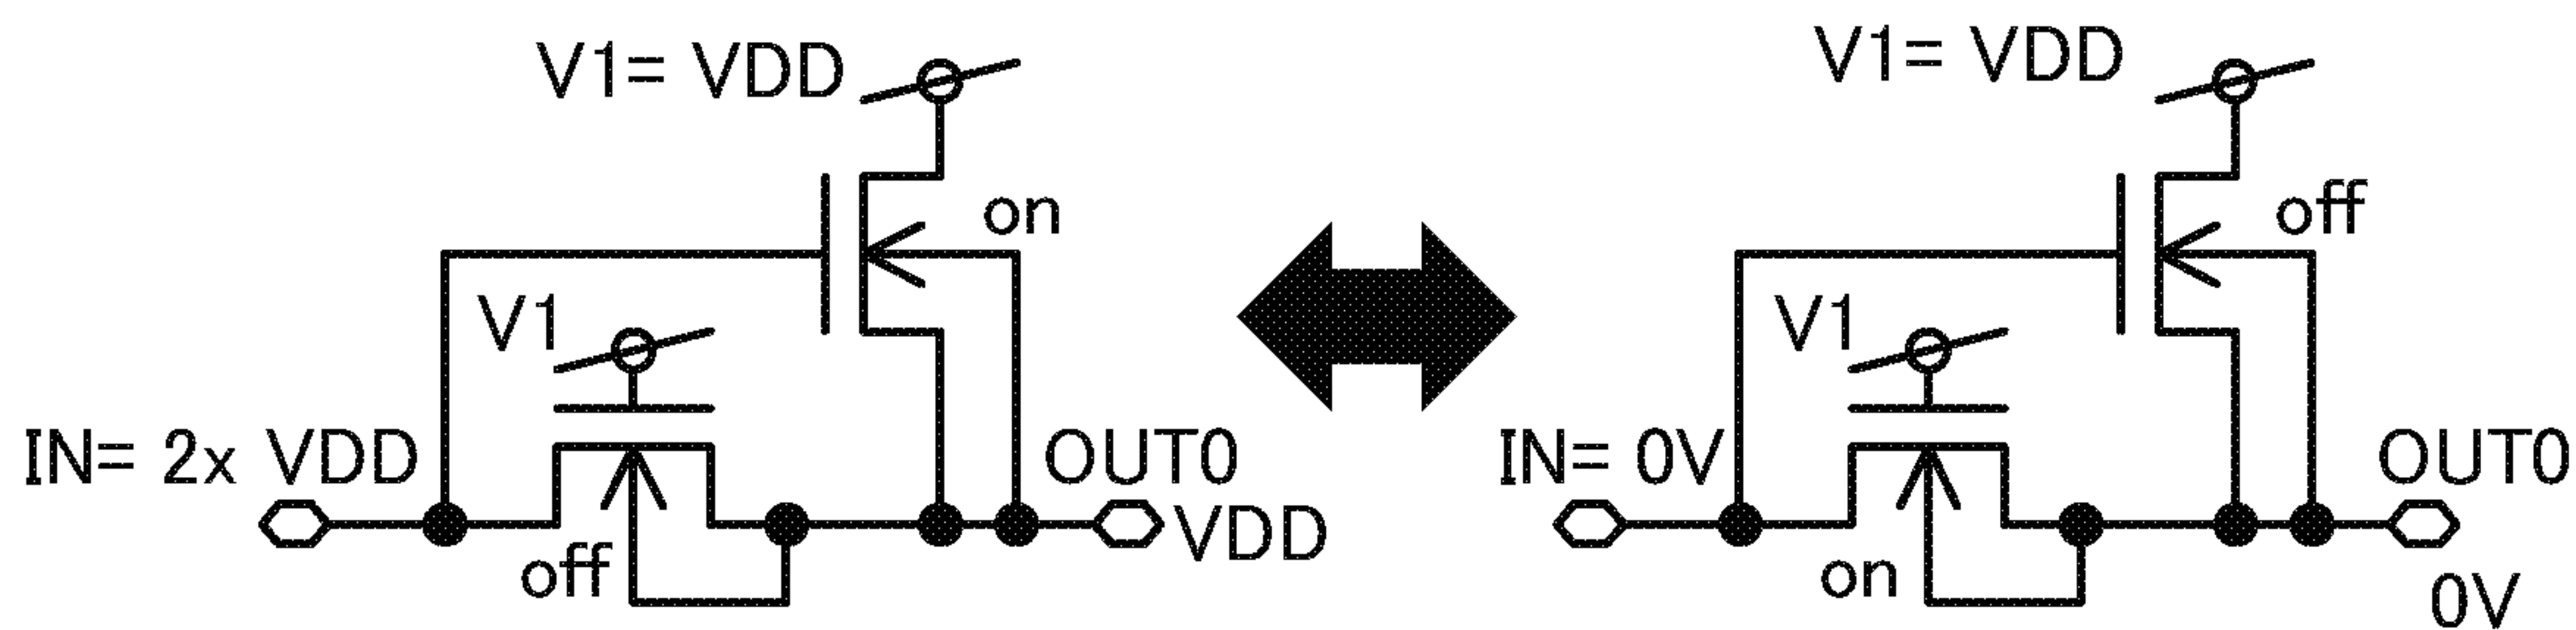 V1= VDD
on
V1
IN= 2x VDD
OUT0
VDD
off
V1= VDD
off
V1
IN= 0V
OUT0
on
0V